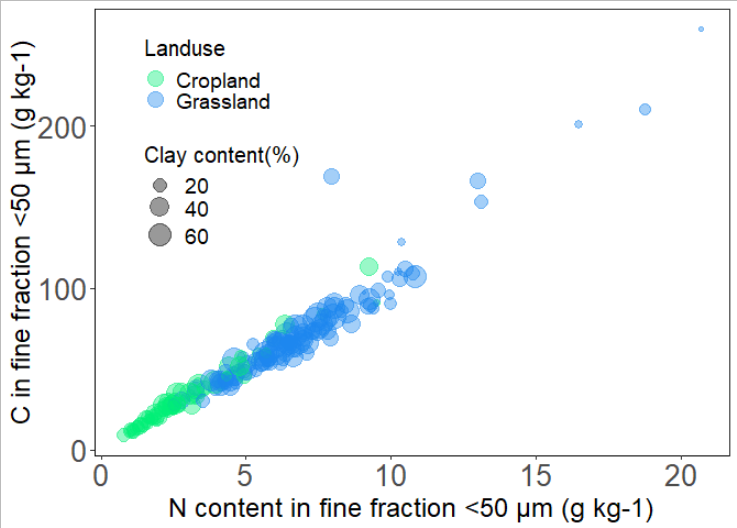 Landuse
Cropland
Grassland
Clay content(%)
20
40
60
C in fine fraction <50 µm (g kg-1)
200
100
0
0 5 10 15 20
N content in fine fraction <50 µm (g kg-1)